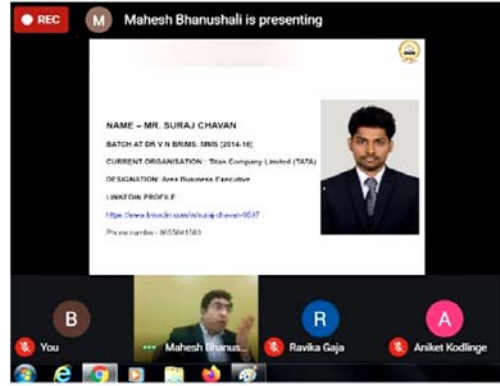 REC M Mahesh Bhanushali is presenting
NAME – MR. SURAJ CHAVAN
BATCH AT DR V N BRIMS: MMS [2014-16]
CURRENT ORGANISATION : Titan Company Limited (TATA)
DESIGNATION: Area Business Executive
LINKEDIN PROFILE
Phone number -
B R A
You Mahesh Bhanus... Ravika Gaja Aniket Kodlinge